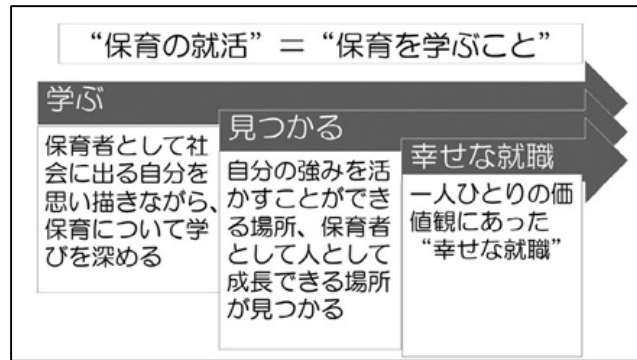 “保育の就活” ＝ “保育を学ぶこと”
学ぶ
保育者として社
会に出る自分を
思い描きながら、
保育について学
びを深める
見つかる
自分の強みを活
かすことができ
る場所、保育者
として人として
成長できる場所
が見つかる
幸せな就職
一人ひとりの価
値観にあった
“幸せな就職”